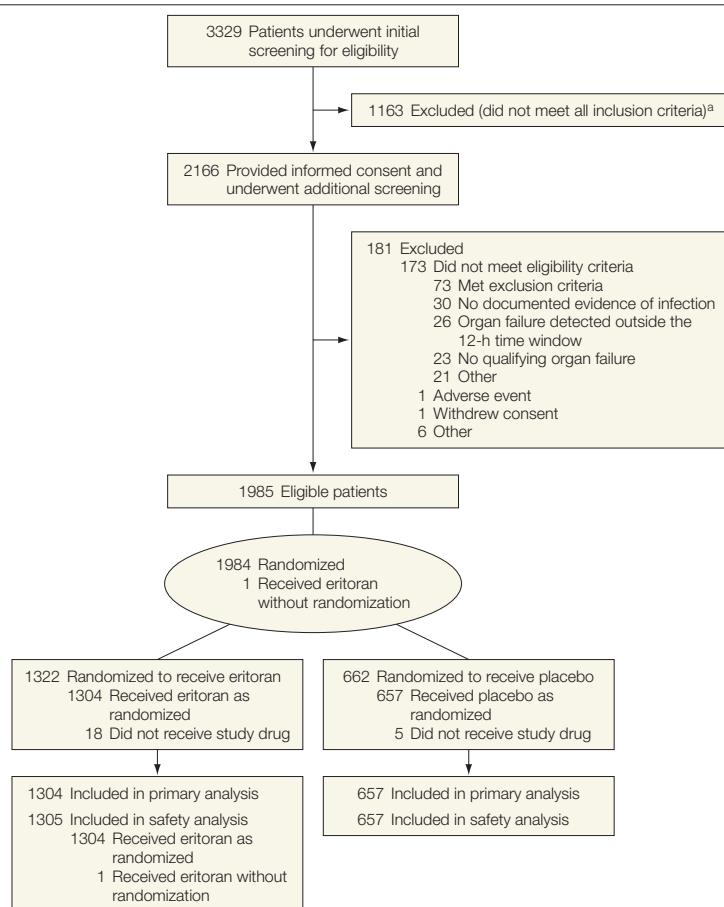 3329 Patients underwent initial
screening for eligibility
1163 Excluded (did not meet all inclusion criteria)a
2166 Provided informed consent and
underwent additional screening
181 Excluded
173 Did not meet eligibility criteria
73 Met exclusion criteria
30 No documented evidence of infection
26 Organ failure detected outside the
12-h time window
23 No qualifying organ failure
21 Other
1 Adverse event
1 Withdrew consent
6 Other
1985 Eligible patients
1984 Randomized
1 Received eritoran
without randomization
1322 Randomized to receive eritoran
1304 Received eritoran as
randomized
18 Did not receive study drug
662 Randomized to receive placebo
657 Received placebo as
randomized
5 Did not receive study drug
1304 Included in primary analysis
1305 Included in safety analysis
1304 Received eritoran as
randomized
1 Received eritoran without
randomization
657 Included in primary analysis
657 Included in safety analysis